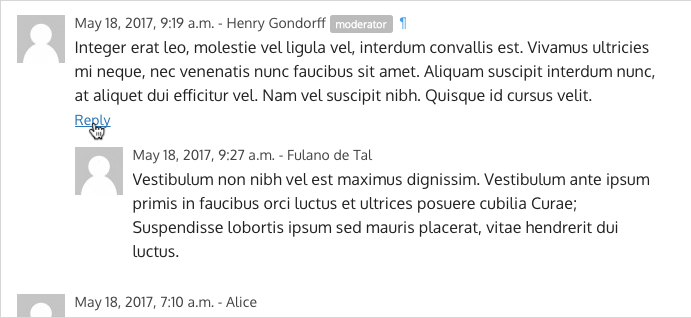 May 18, 2017, 9:19 a.m. - Henry Gondorff moderator ¶
Integer erat leo, molestie vel ligula vel, interdum convallis est. Vivamus ultricies
mi neque, nec venenatis nunc faucibus sit amet. Aliquam suscipit interdum nunc,
at aliquet dui efficitur vel. Nam vel suscipit nibh. Quisque id cursus velit.
Reply
May 18, 2017, 9:27 a.m. - Fulano de Tal
Vestibulum non nibh vel est maximus dignissim. Vestibulum ante ipsum
primis in faucibus orci luctus et ultrices posuere cubilia Curae;
Suspendisse lobortis ipsum sed mauris placerat, vitae hendrerit dui
luctus.
May 18, 2017, 7:10 a.m. - Alice